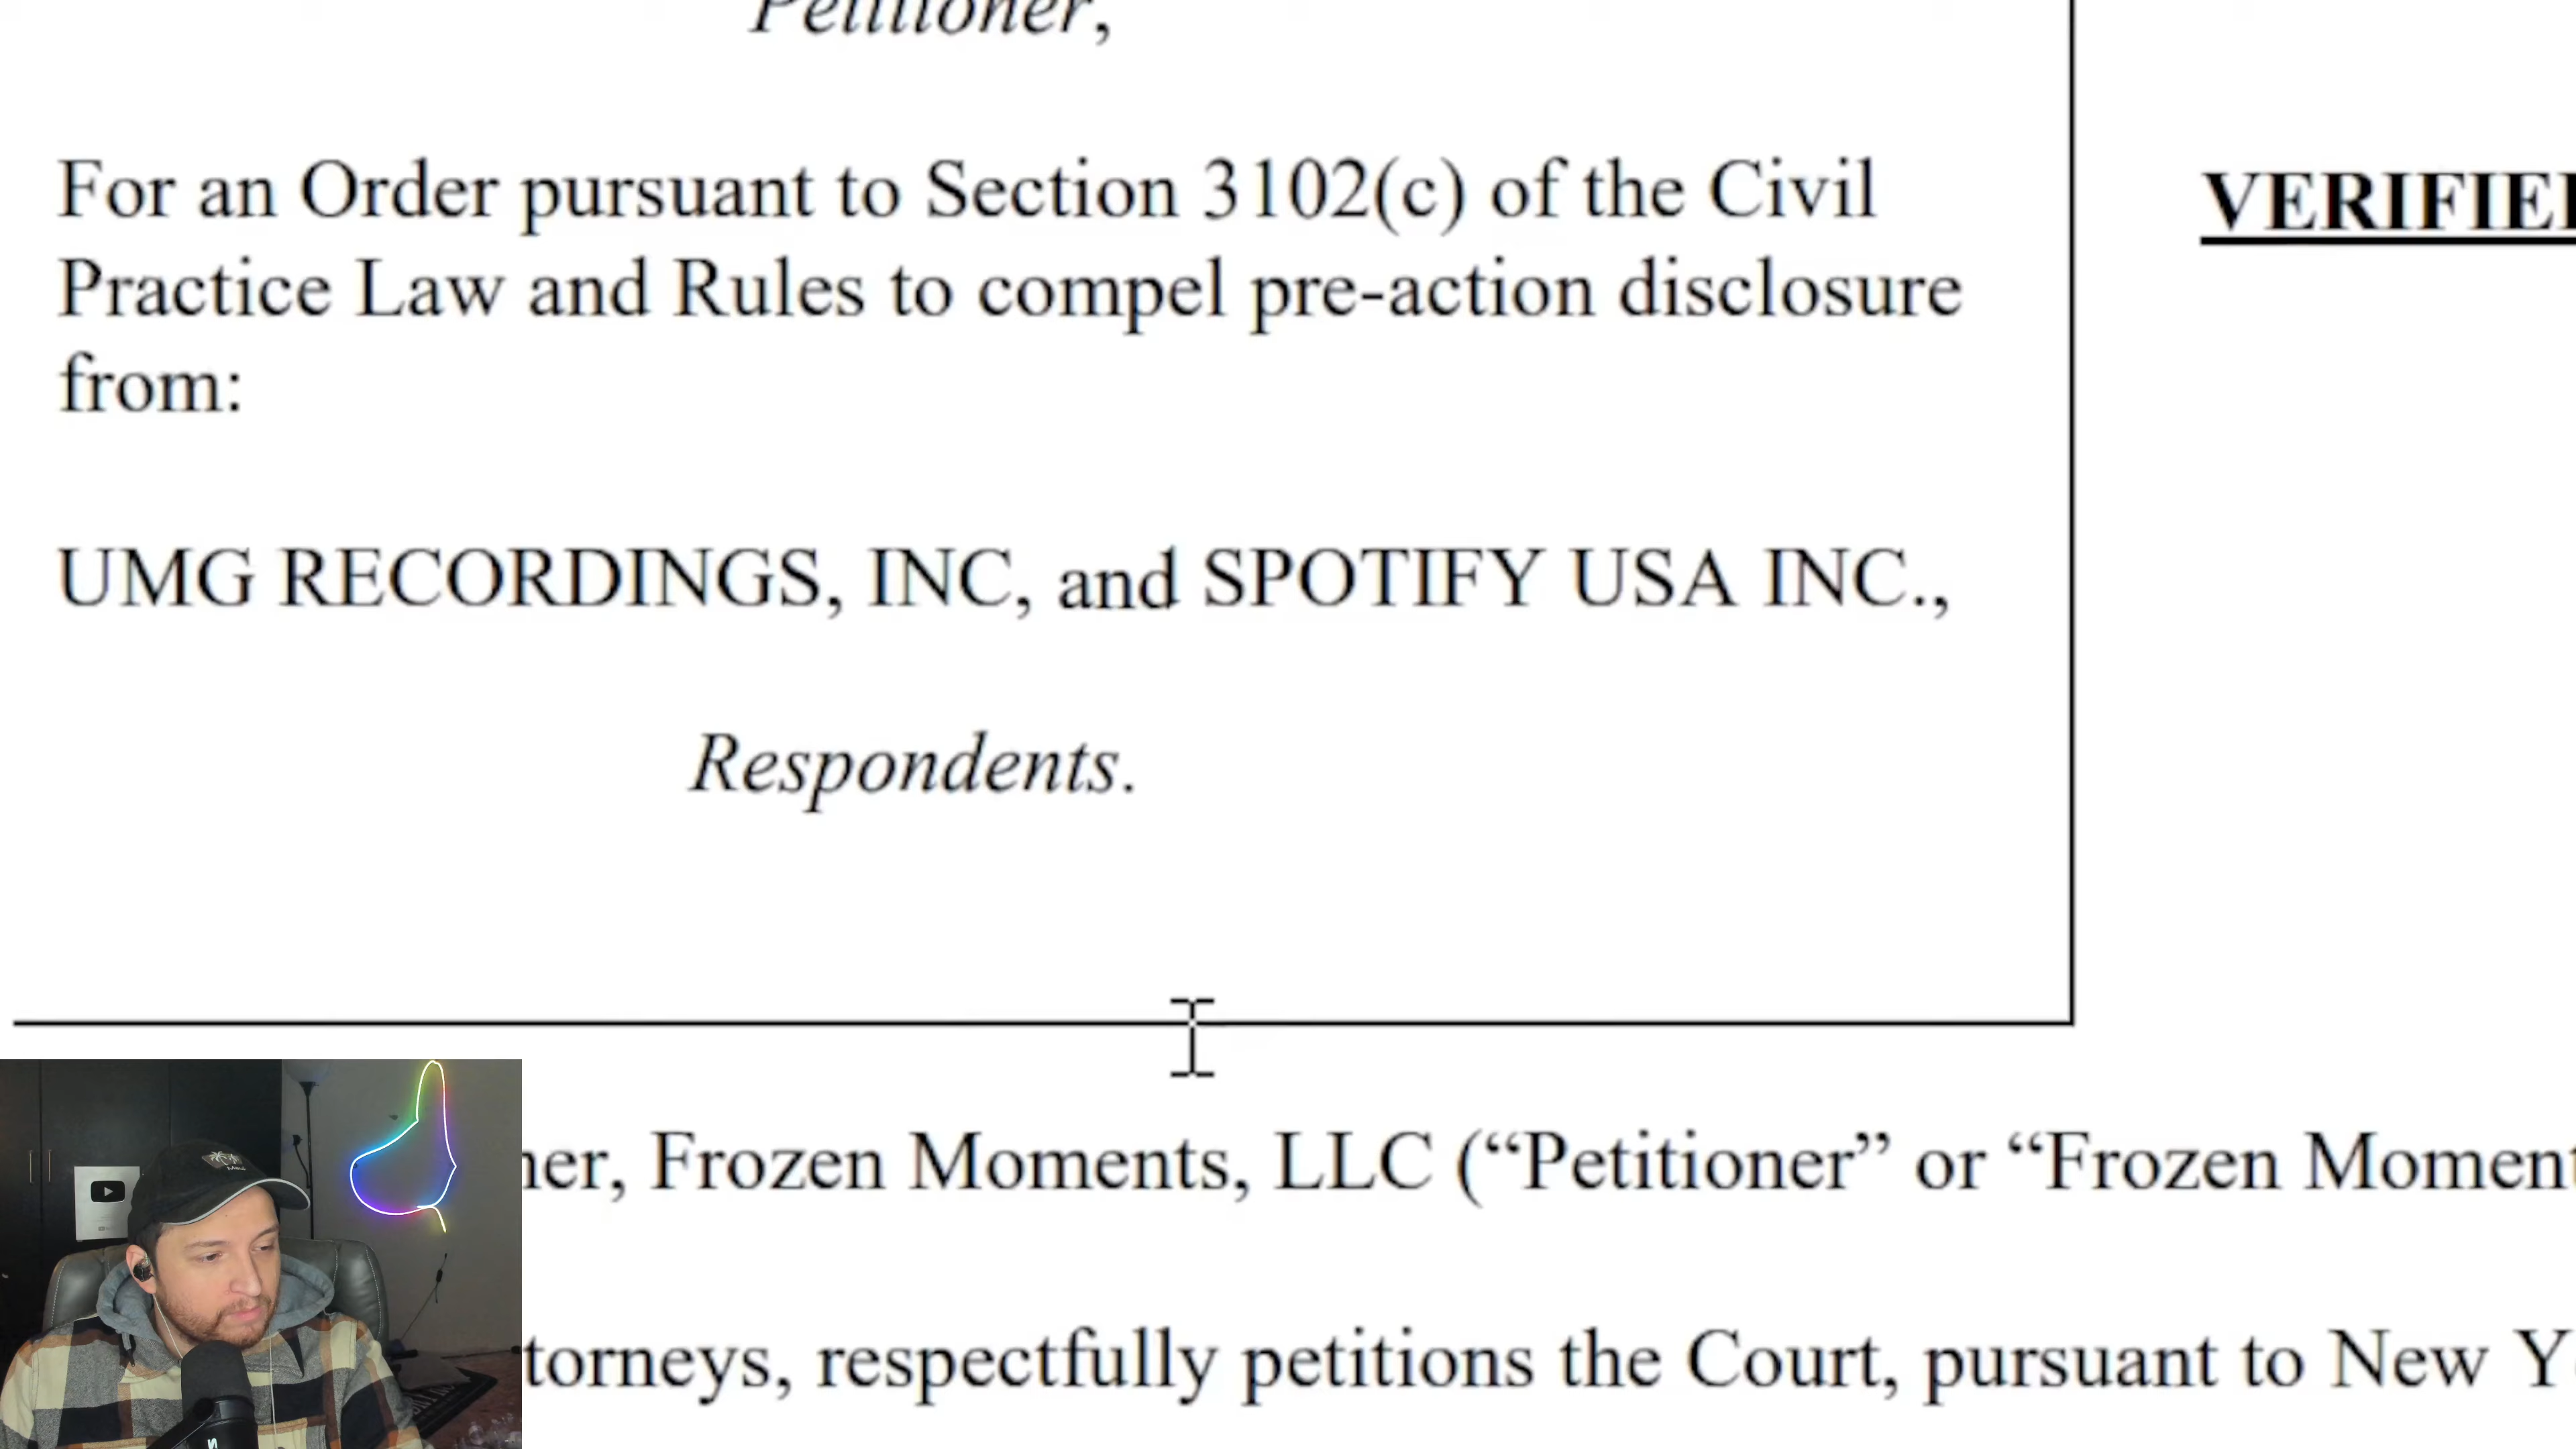 Petitioner,
For an Order pursuant to Section 3102(c) of the Civil
VERIFIE
Practice Law and Rules to compel pre-action disclosure
from:
UMG RECORDINGS, INC, and SPOTIFY USA INC.,
Respondents.
ner, Frozen Moments, LLC (“Petitioner” or “Frozen Moment
torneys, respectfully petitions the Court, pursuant to New Y